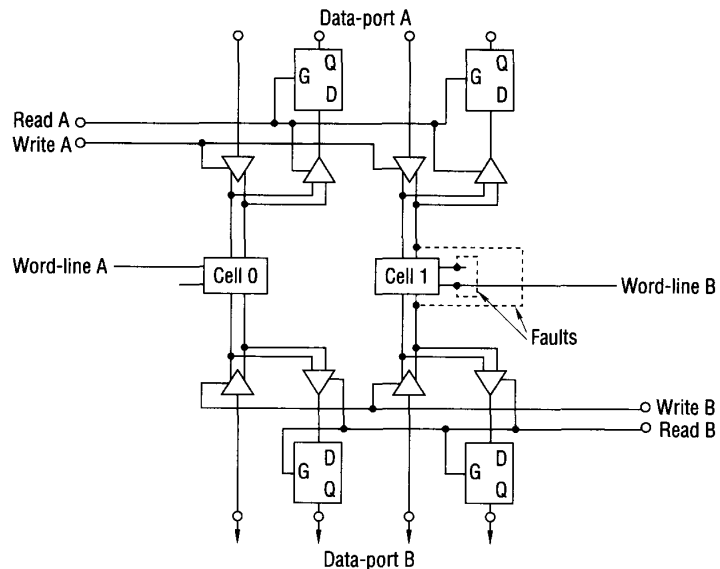 Data-port A
Q
G
D
Q
G
D
Read A
Write A
Word-line A
Cell 0
Cell 1
Word-line B
Faults
Write B
Read B
D
G
Q
D
G
Q
Data-port B